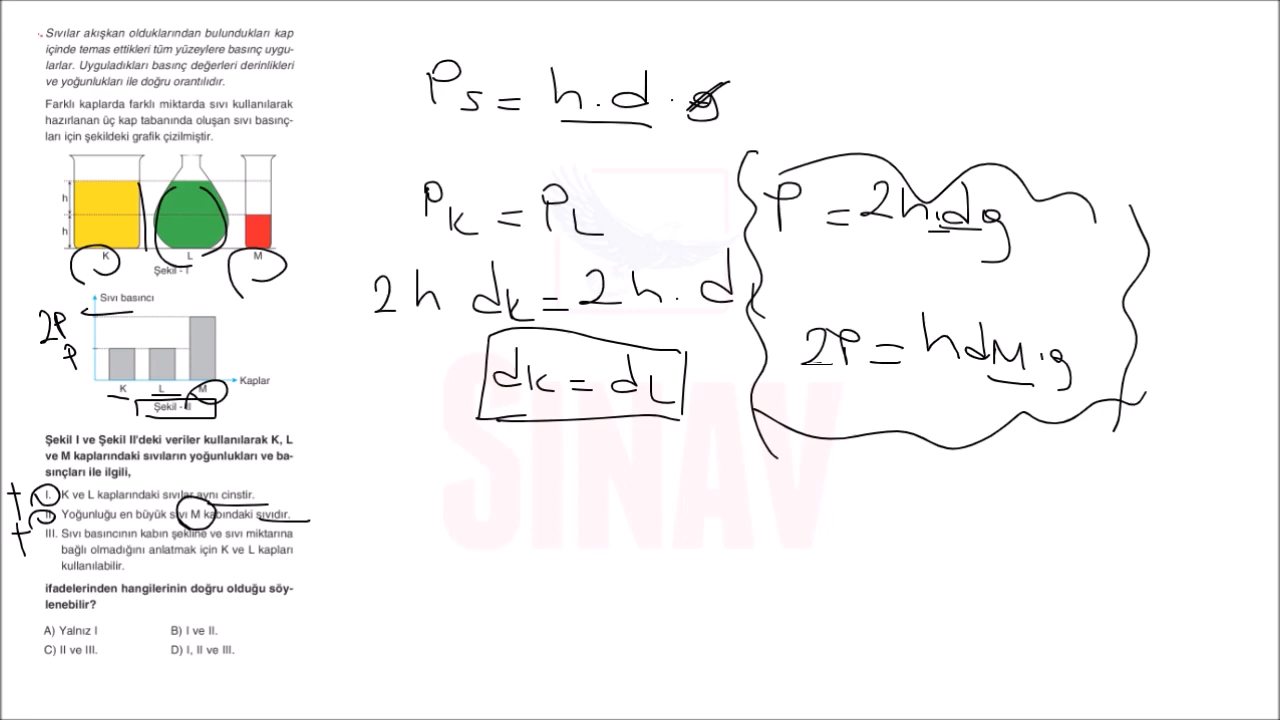 Sıvılar akışkan olduklarından bulundukları kap
içinde temas ettikleri tüm yüzeylere basınç uygu-
larlar. Uyguladıkları basınç değerleri derinlikleri
ve yoğunlukları ile doğru orantılıdır.
Farklı kaplarda farklı miktarda sıvı kullanılarak
hazırlanan üç kap tabanında oluşan sıvı basınç-
ları için şekildeki grafik çizilmiştir.
h
h
K L M
Şekil - I
Sıvı basıncı
2P
P
K L M
Kaplar
Şekil - II
Şekil I ve Şekil II'deki veriler kullanılarak K, L
ve M kaplarındaki sıvıların yoğunlukları ve ba-
sınçları ile ilgili,
I. K ve L kaplarındaki sıvılar aynı cinstir.
II. Yoğunluğu en büyük sıvı M kabındaki sıvıdır.
III. Sıvı basıncının kabın şekline ve sıvı miktarına
bağlı olmadığını anlatmak için K ve L kapları
kullanılabilir.
ifadelerinden hangilerinin doğru olduğu söy-
lenebilir?
A) Yalnız I B) I ve II.
C) II ve III. D) I, II ve III.
Ps = h.d.g
PK = PL
2h dK = 2h.d
dK = dL
P = 2h.d.g
2P = hdM.g
SINAV